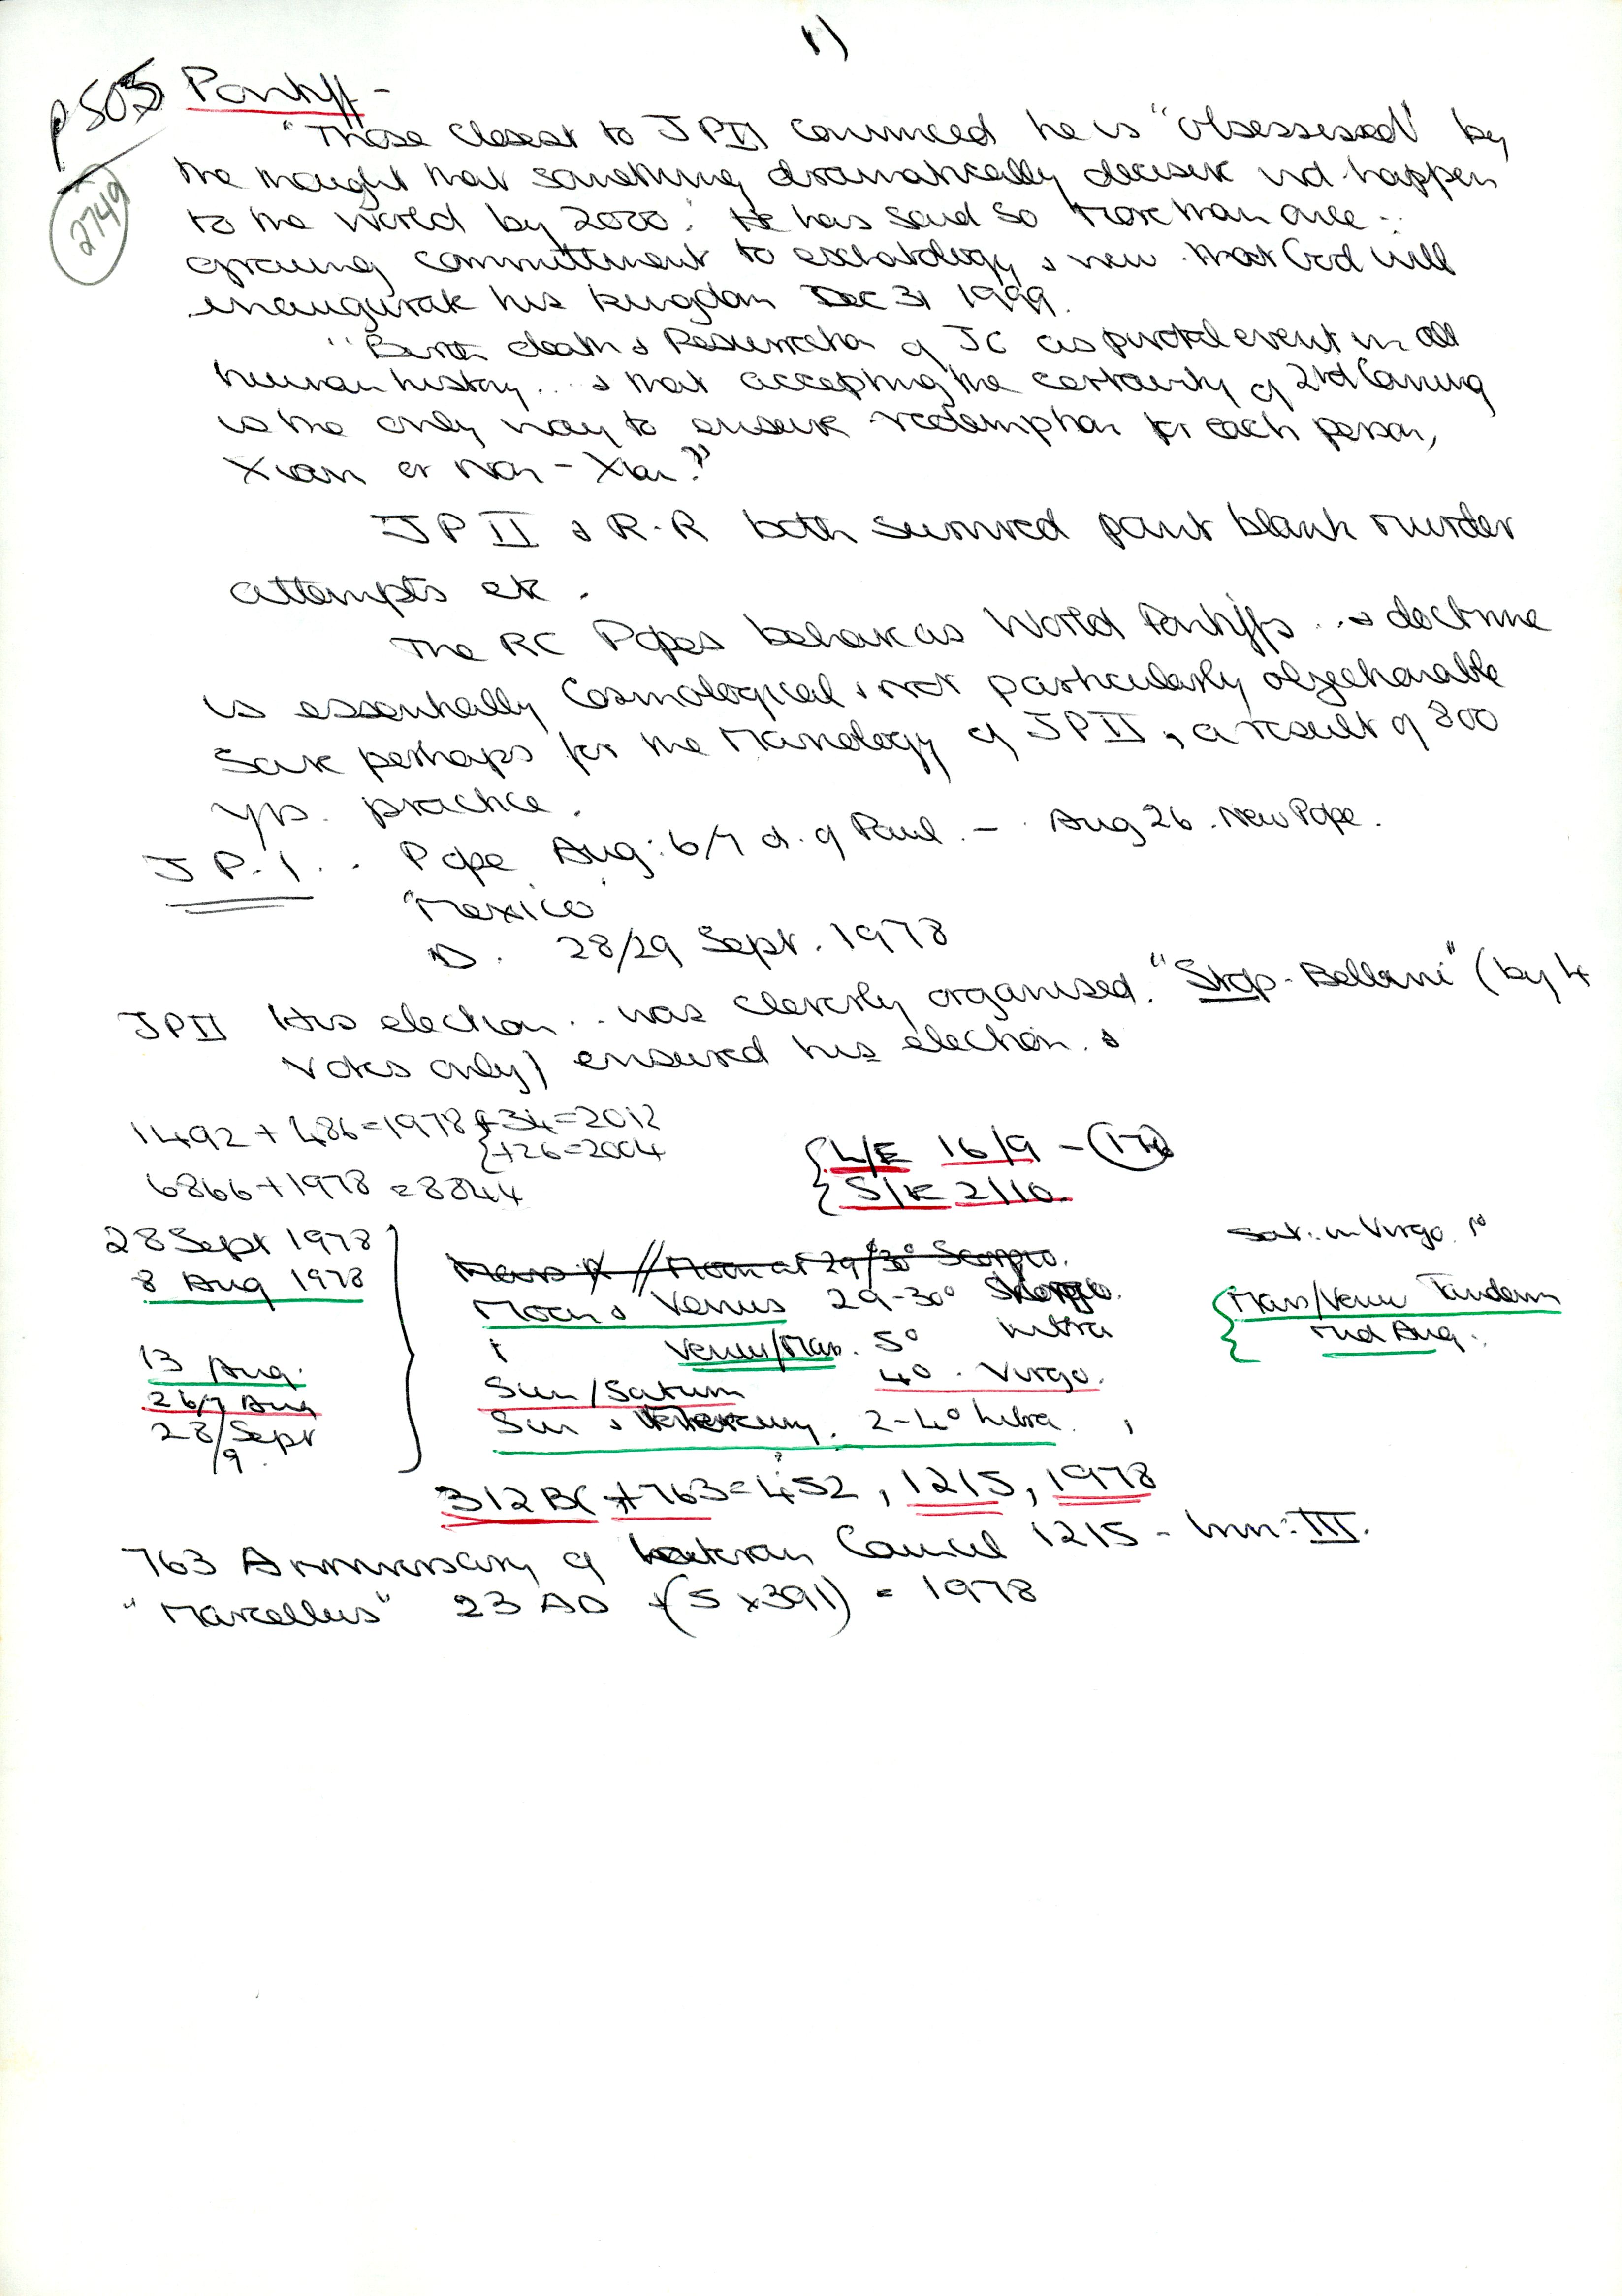 1)
p 505 Pontiff -
2749
"Those closest to JPII convinced he is "obsessed" by
the thought that something dramatically decisive wd happen
to the world by 2000". He has said so more than once ..
growing committment to eschatology & view that God will
inaugurate his kingdom Dec 31 1999.
"Birth death & Resurrection of JC as pivotal event in all
human history... & that accepting the certainty of 2nd Coming
is the only way to ensure redemption for each person,
Xian or non-Xian."
JP II & R.R both survived point blank murder
attempts etc.
The RC Popes behave as World Pontiffs .. & doctrine
is essentially Cosmological & not particularly objectionable
save perhaps for the Mariology of JPII, a result of 800
yrs. practice.
JP.1. .. Pope Aug: 6/7 d. of Paul. - Aug 26. New Pope.
"Mexico"
D. 28/29 Sept. 1978
JPII His election .. was cleverly organised. "Stop-Bellani" (by 4
votes only) ensured his election. &
1492 + 486 = 1978 + 34 = 2012
+26 = 2004
6866 + 1978 = 8844
L/E 16/9 - (17th)
S/E 2/10.
28 Sept 1978
8 Aug 1978
Mars // Moon at 29/30° Scorpio.
Moon & Venus 29-30°
Sat: in Virgo
Mars/Venus Tandem
mid Aug.
13 Aug. Venus/Mars. 5° Libra
26/7 Aug Sun/Saturn 4° . Virgo.
28/9 Sept Sun & Mercury. 2-4° Libra
312 BC + 763 = 452, 1215, 1978
763 Anniversary of Lateran Council 1215 - Inn: III.
"Marcellus" 23 AD + (5 x 391) = 1978